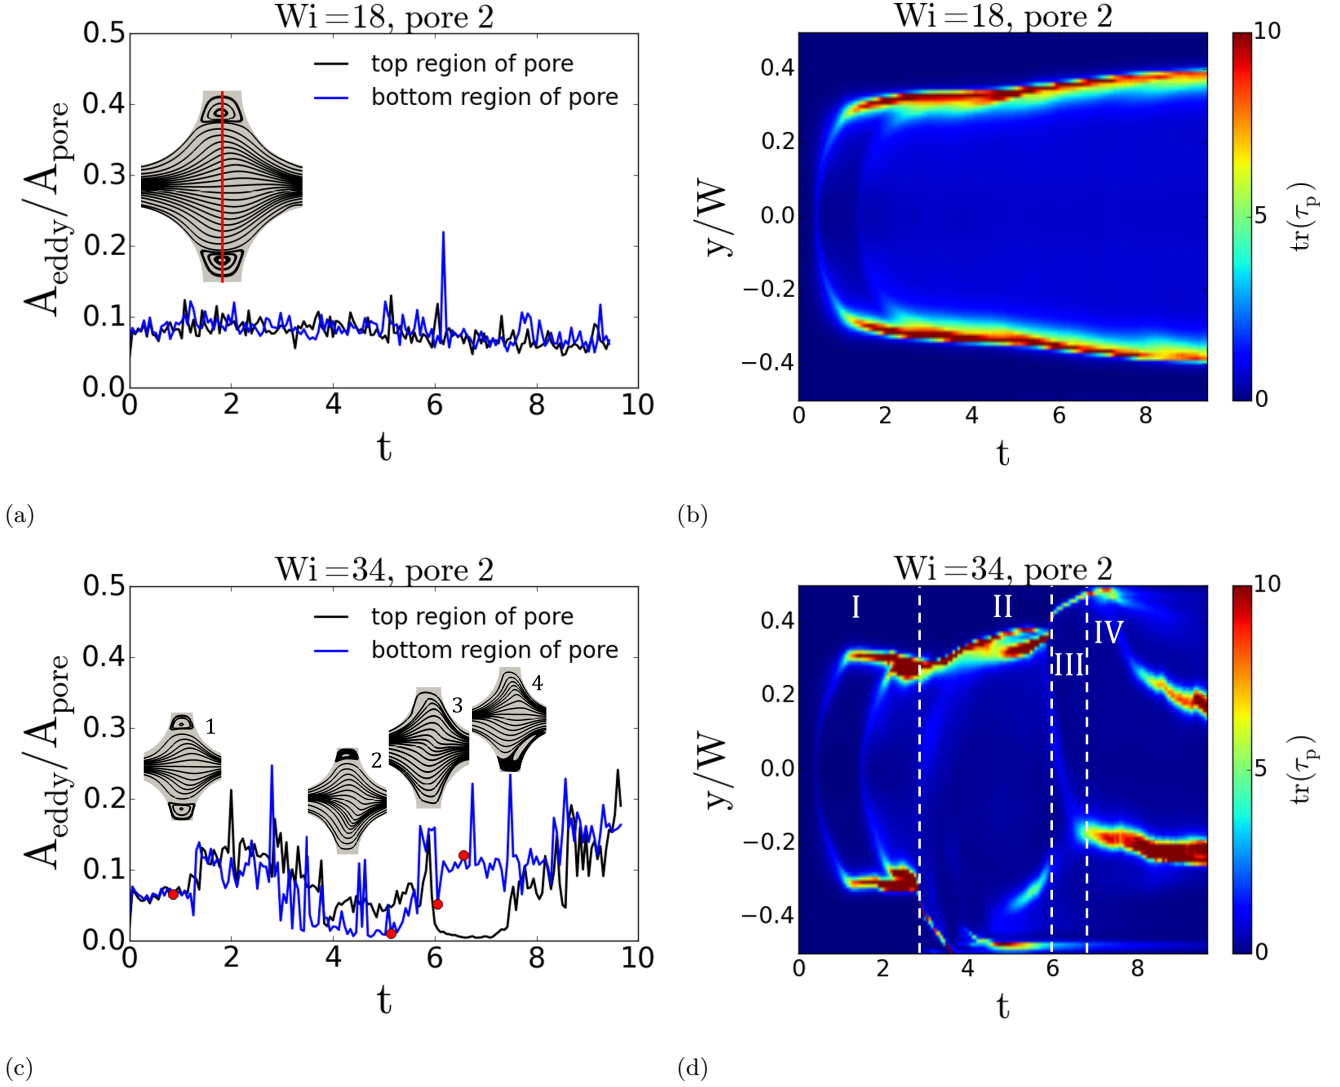 Wi=18, pore 2
0.5
0.4
0.3
0.2
0.1
0.0
A_eddy/A_pore
top region of pore
bottom region of pore
0 2 4 6 8 10
t
(a)
Wi=18, pore 2
0.4
0.2
0.0
−0.2
−0.4
y/W
0 2 4 6 8
t
10
5
0
tr(τ_p)
(b)
Wi=34, pore 2
0.5
0.4
0.3
0.2
0.1
0.0
A_eddy/A_pore
top region of pore
bottom region of pore
1
2
3
4
0 2 4 6 8 10
t
(c)
Wi=34, pore 2
0.4
0.2
0.0
−0.2
−0.4
y/W
I
II
III
IV
0 2 4 6 8
t
10
5
0
tr(τ_p)
(d)